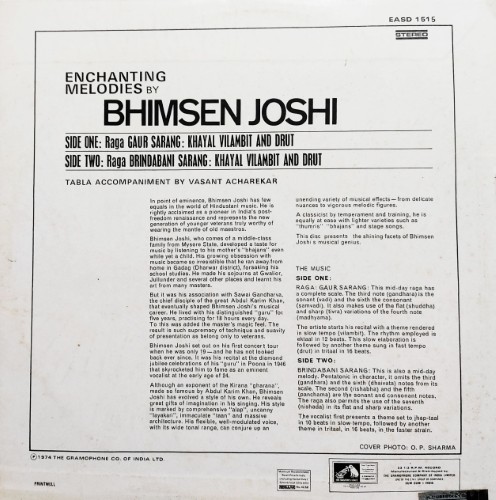 EASD 1515
STEREO
ENCHANTING
MELODIES BY
BHIMSEN JOSHI
SIDE ONE: Raga GAUR SARANG: KHAYAL VILAMBIT AND DRUT
SIDE TWO: Raga BRINDABANI SARANG: KHAYAL VILAMBIT AND DRUT
TABLA ACCOMPANIMENT BY VASANT ACHAREKAR
In point of eminence, Bhimsen Joshi has few
equals in the world of Hindustani music. He is
rightly acclaimed as a pioneer in India's post-
freedom renaissance and represents the new
generation of younger veterans truly worthy of
wearing the mantle of old maestros.
Bhimsen Joshi, who comes of a middle-class
family from Mysore State, developed a taste for
music by listening to his mother's "bhajans" even
while yet a child. His growing obsession with
music became so irresistible that he ran away from
home in Gadag (Dharwar district), forsaking his
school studies. He made his sojourns at Gwalior,
Jullunder and several other places and learnt his
art from many masters.
But it was his association with Sawai Gandharva,
the chief disciple of the great Abdul Karim Khan,
that eventually shaped Bhimsen Joshi's musical
career. He lived with his distinguished "guru" for
five years, practising for 16 hours every day.
To this was added the master's magic feel. The
result is such supremacy of technique and suavity
of presentation as belong only to veterans.
Bhimsen Joshi set out on his first concert tour
when he was only 19—and he has not looked
back ever since. It was his recital at the diamond
jubilee celebrations of his "guru" in Poona in 1946
that sky-rocketed him to fame as an eminent
vocalist at the early age of 24.
Although an exponent of the Kirana "gharana",
made so famous by Abdul Karim Khan, Bhimsen
Joshi has evolved a style of his own. He reveals
great gifts of imagination in his singing. His style
is marked by comprehensive "alap", uncanny
"layakari", immaculate "taan" and massive
architecture. His flexible, well-modulated voice,
with its wide tonal range, can conjure up an
unending variety of musical effects—from delicate
nuances to vigorous melodic figures.
A classicist by temperament and training, he is
equally at ease with lighter varieties such as
"thumris" "bhajans" and stage songs.
This disc presents the shining facets of Bhimsen
Joshi's musical genius.
THE MUSIC
SIDE ONE:
RAGA: GAUR SARANG: This mid-day raga has
a complete scale. The third note (gandhara) is the
sonant (vadi) and the sixth the consonant
(samvadi). It also makes use of the flat (shuddha)
and sharp (tivra) variations of the fourth note
(madhyama).
The artiste starts his recital with a theme rendered
in slow tempo (vilambit). The rhythm employed is
ektaal in 12 beats. This slow elaboration is
followed by another theme sung in fast tempo
(drut) in tritaal in 16 beats.
SIDE TWO:
BRINDABANI SARANG: This is also a mid-day
melody. Pentatonic in character, it omits the third
(gandhara) and the sixth (dhaivata) notes from its
scale. The second (rishabha) and the fifth
(panchama) are the sonant and consonant notes.
The raga also permits the use of the seventh
(nishada) in its flat and sharp variations.
The vocalist first presents a theme set to jhap-taal
in 10 beats in slow tempo, followed by another
theme in tritaal, in 16 beats, in the faster strain.
COVER PHOTO: O. P. SHARMA
℗ 1974 THE GRAMOPHONE CO. OF INDIA LTD.
PRINTWELL